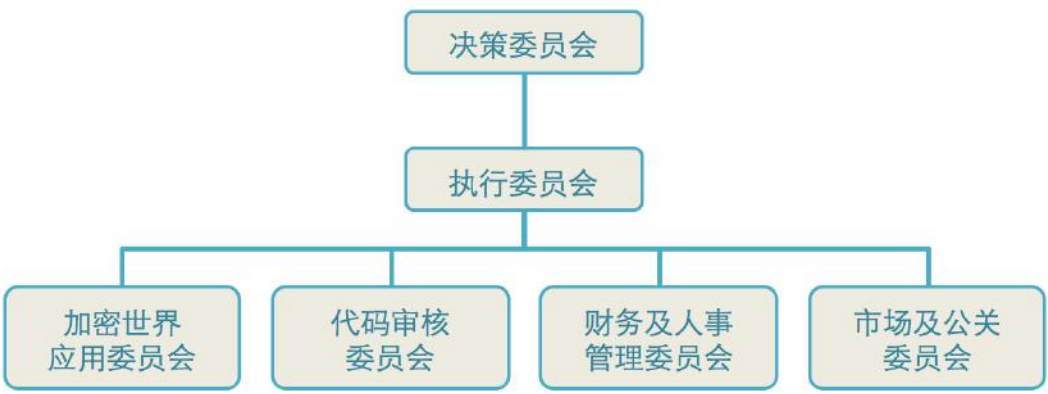 决策委员会
执行委员会
加密世界
应用委员会
代码审核
委员会
财务及人事
管理委员会
市场及公关
委员会